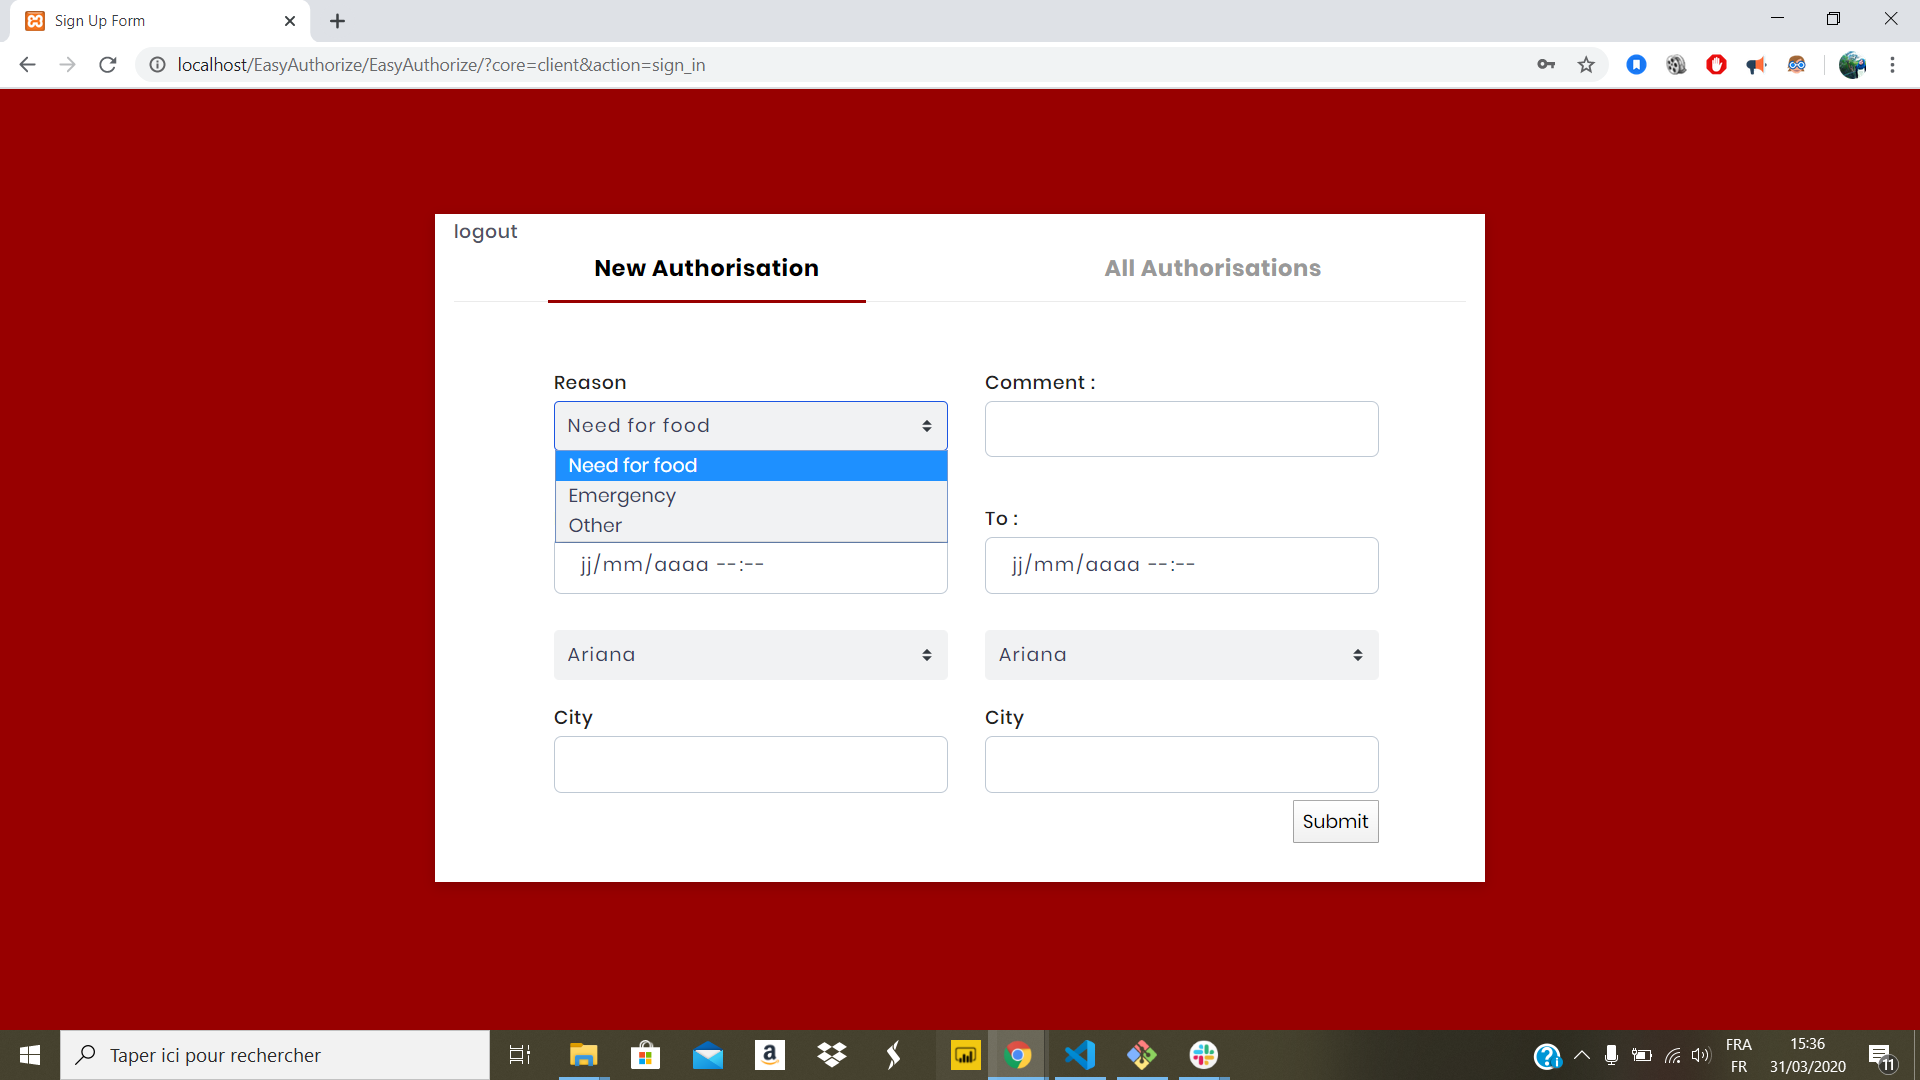 Sign Up Form
localhost/EasyAuthorize/EasyAuthorize/?core=client&action=sign_in
logout
New Authorisation
All Authorisations
Reason
Comment :
Need for food
Need for food
Emergency
Other
To :
jj/mm/aaaa --:--
jj/mm/aaaa --:--
Ariana
Ariana
City
City
Submit
Taper ici pour rechercher
FRA
FR
15:36
31/03/2020
11